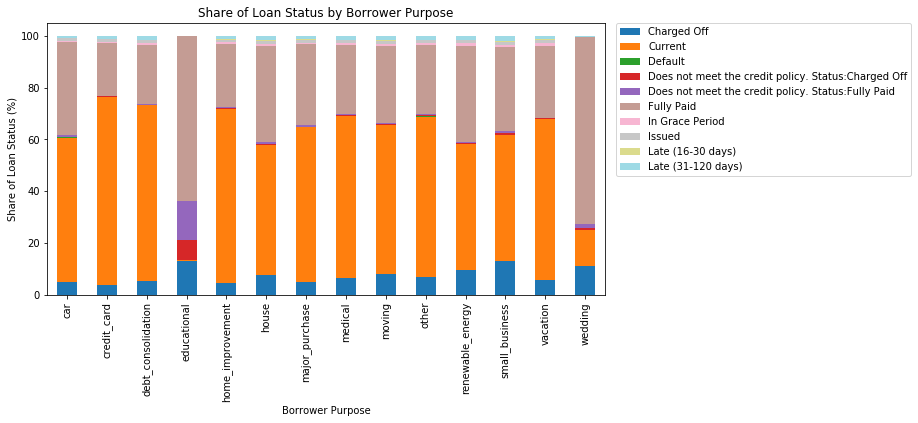 Share of Loan Status by Borrower Purpose
Share of Loan Status (%)
100
80
60
40
20
0
car
credit_card
debt_consolidation
educational
home_improvement
house
major_purchase
medical
moving
other
renewable_energy
small_business
vacation
wedding
Borrower Purpose
Charged Off
Current
Default
Does not meet the credit policy. Status:Charged Off
Does not meet the credit policy. Status:Fully Paid
Fully Paid
In Grace Period
Issued
Late (16-30 days)
Late (31-120 days)